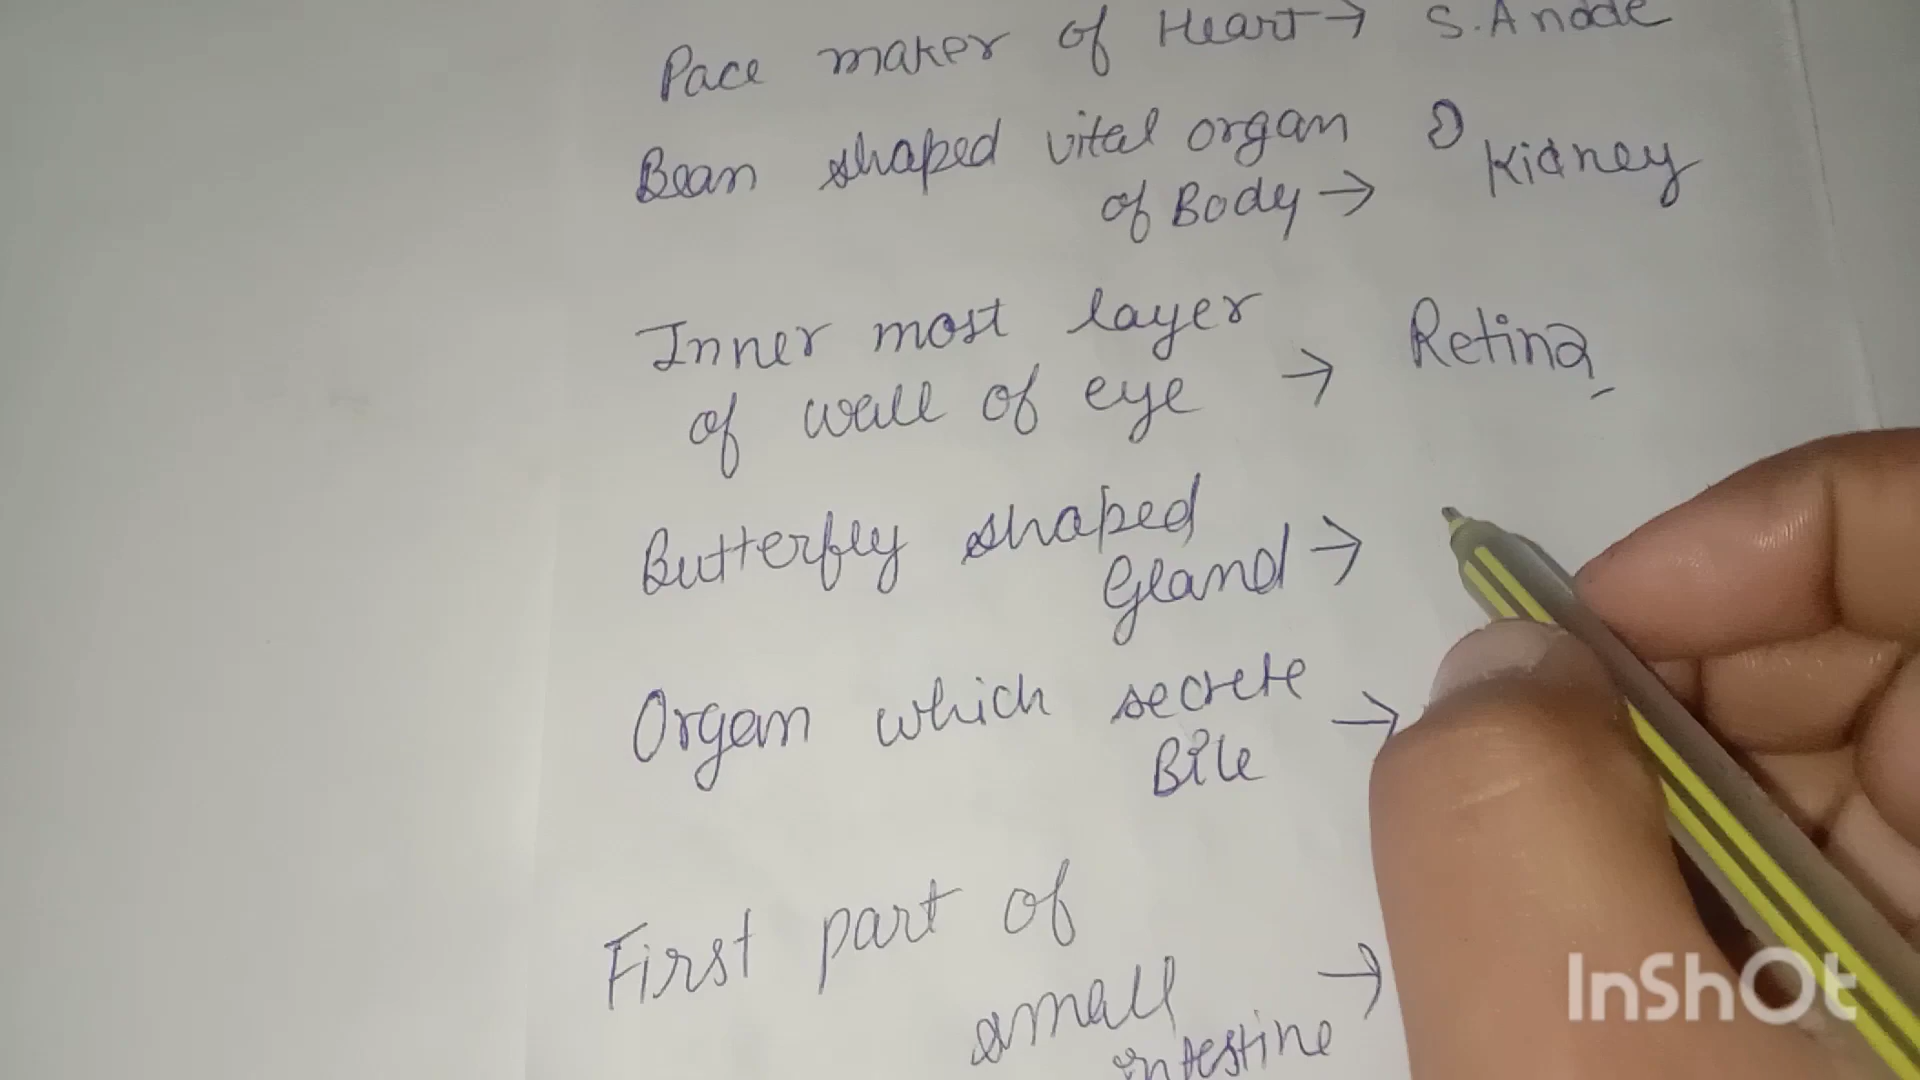 Pace maker of Heart → S.A node
Bean shaped vital organ
of Body → Kidney
Inner most layer
of wall of eye → Retina
Butterfly shaped
Gland →
Organ which secrete
Bile →
First part of
small
intestine →
InShOt